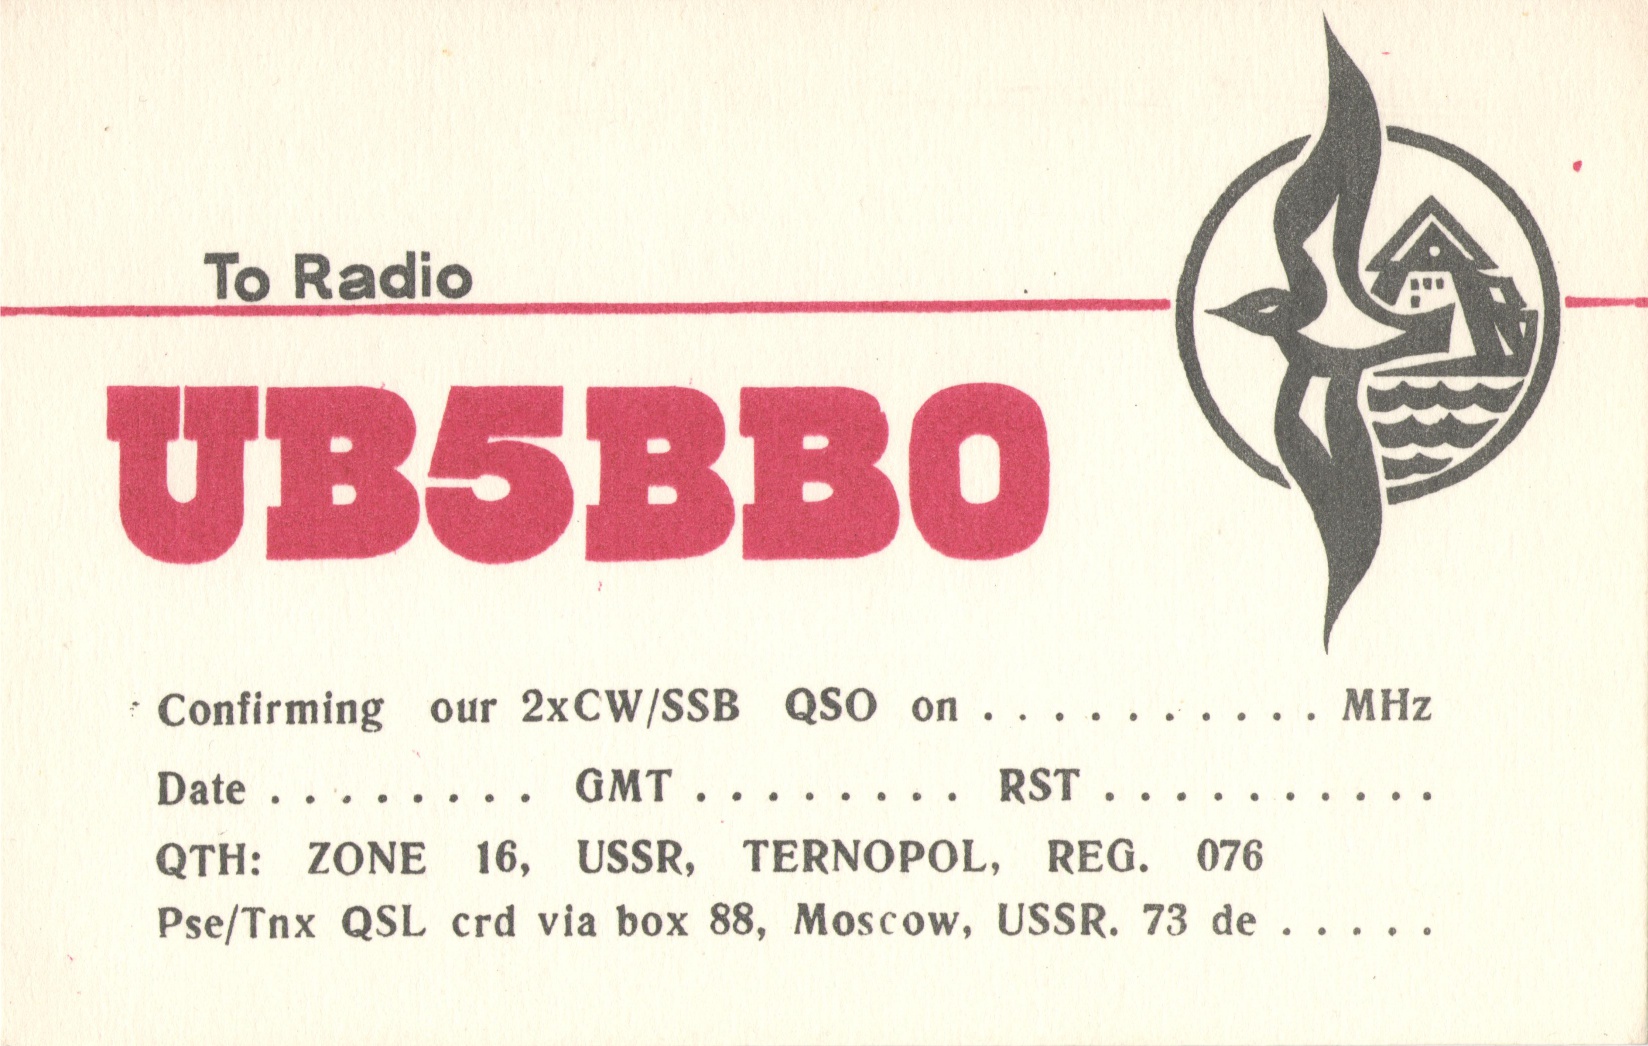 To Radio
UB5BBO
Confirming our 2xCW/SSB QSO on . . . . . . . . . . . MHz
Date . . . . . . . . GMT . . . . . . . . RST . . . . . . . . . .
QTH: ZONE 16, USSR, TERNOPOL, REG. 076
Pse/Tnx QSL crd via box 88, Moscow, USSR. 73 de . . . . .